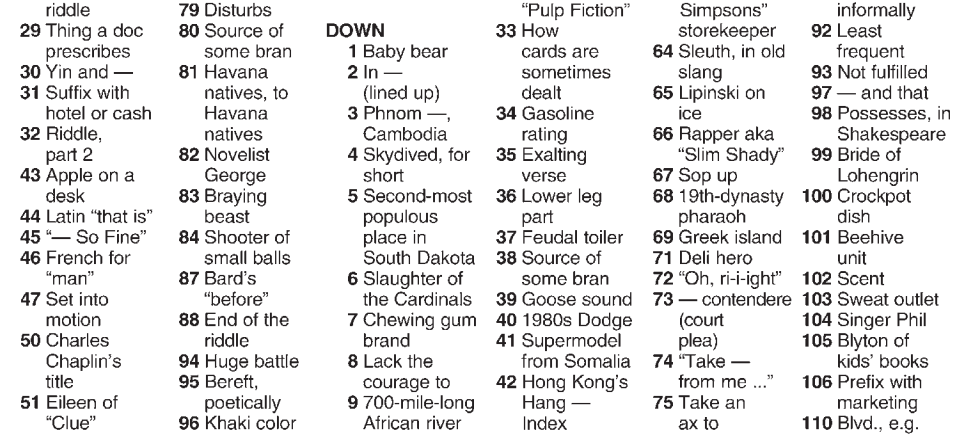 riddle
29 Thing a doc
prescribes
30 Yin and —
31 Suffix with
hotel or cash
32 Riddle,
part 2
43 Apple on a
desk
44 Latin “that is”
45 “— So Fine”
46 French for
“man”
47 Set into
motion
50 Charles
Chaplin’s
title
51 Eileen of
“Clue”
79 Disturbs
80 Source of
some bran
81 Havana
natives, to
Havana
natives
82 Novelist
George
83 Braying
beast
84 Shooter of
small balls
87 Bard’s
“before”
88 End of the
riddle
94 Huge battle
95 Bereft,
poetically
96 Khaki color
DOWN
1 Baby bear
2 In —
(lined up)
3 Phnom —,
Cambodia
4 Skydived, for
short
5 Second-most
populous
place in
South Dakota
6 Slaughter of
the Cardinals
7 Chewing gum
brand
8 Lack the
courage to
9 700-mile-long
African river
“Pulp Fiction”
33 How
cards are
sometimes
dealt
34 Gasoline
rating
35 Exalting
verse
36 Lower leg
part
37 Feudal toiler
38 Source of
some bran
39 Goose sound
40 1980s Dodge
41 Supermodel
from Somalia
42 Hong Kong’s
Hang —
Index
Simpsons”
storekeeper
64 Sleuth, in old
slang
65 Lipinski on
ice
66 Rapper aka
“Slim Shady”
67 Sop up
68 19th-dynasty
pharaoh
69 Greek island
71 Deli hero
72 “Oh, ri-i-ight”
73 — contendere
(court
plea)
74 “Take —
from me ...”
75 Take an
ax to
informally
92 Least
frequent
93 Not fulfilled
97 — and that
98 Possesses, in
Shakespeare
99 Bride of
Lohengrin
100 Crockpot
dish
101 Beehive
unit
102 Scent
103 Sweat outlet
104 Singer Phil
105 Blyton of
kids’ books
106 Prefix with
marketing
110 Blvd., e.g.